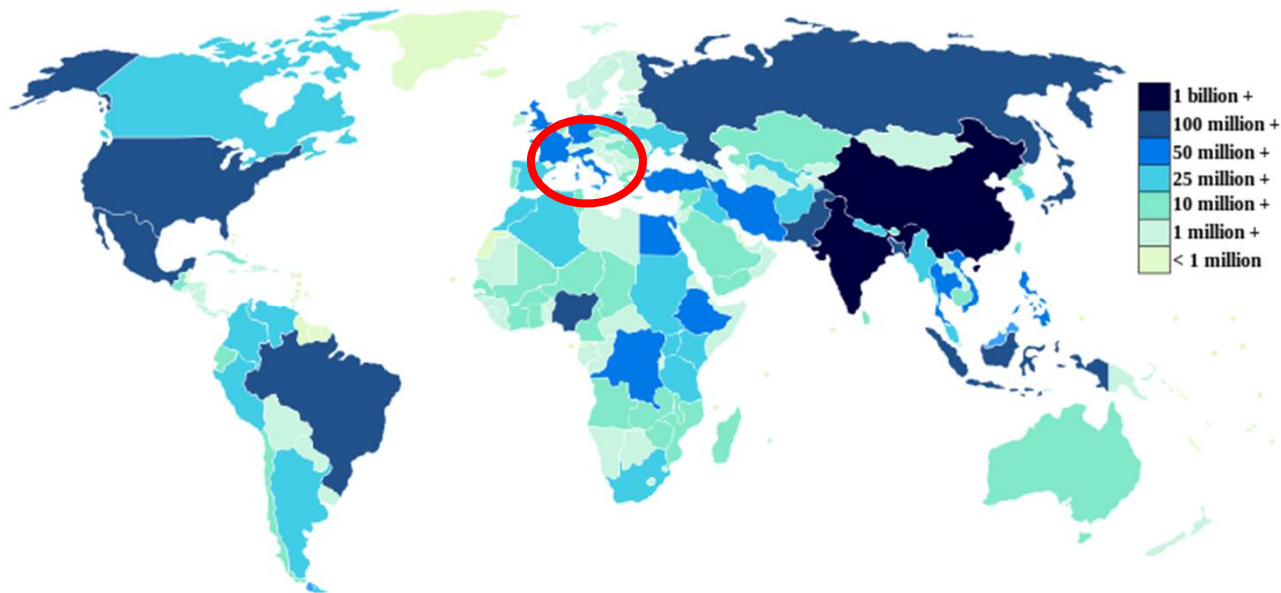 1 billion +
100 million +
50 million +
25 million +
10 million +
1 million +
< 1 million